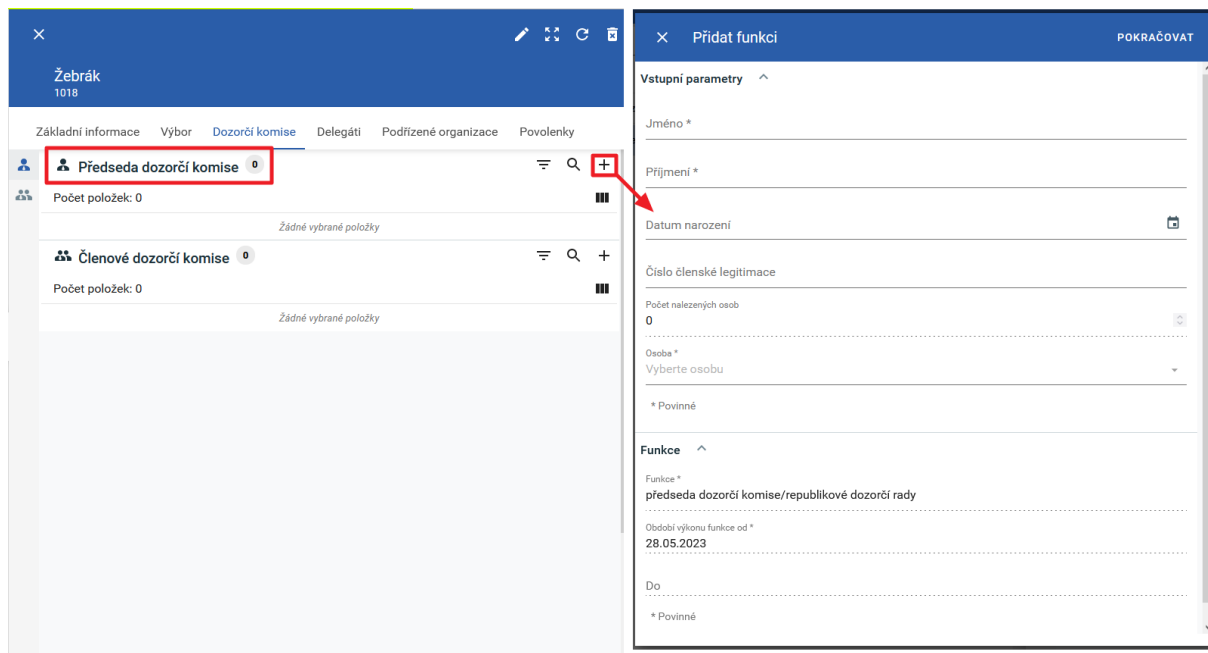 Žebrák
1018
Základní informace Výbor Dozorčí komise Delegáti Podřízené organizace Povolenky
Předseda dozorčí komise 0
Počet položek: 0
Žádné vybrané položky
Členové dozorčí komise 0
Počet položek: 0
Žádné vybrané položky
Přidat funkci POKRAČOVAT
Vstupní parametry
Jméno *
Příjmení *
Datum narození
Číslo členské legitimace
Počet nalezených osob
0
Osoba *
Vyberte osobu
* Povinné
Funkce
Funkce *
předseda dozorčí komise/republikové dozorčí rady
Období výkonu funkce od *
28.05.2023
Do
* Povinné